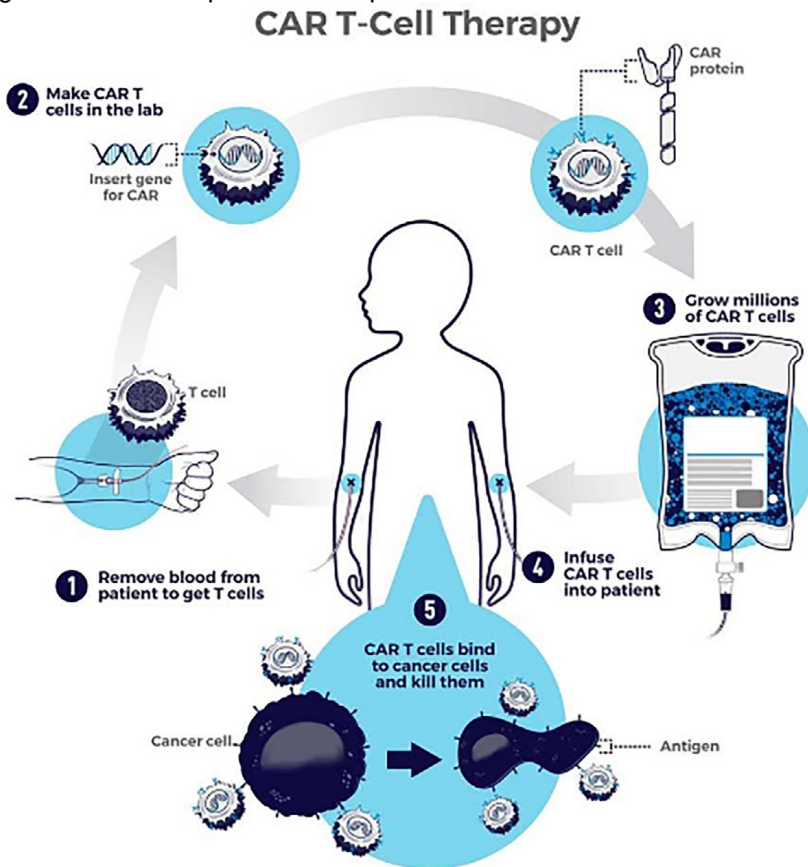 CAR T-Cell Therapy
2 Make CAR T
cells in the lab
Insert gene
for CAR
CAR
protein
CAR T cell
3 Grow millions
of CAR T cells
T cell
1 Remove blood from
patient to get T cells
4 Infuse
CAR T cells
into patient
5
CAR T cells bind
to cancer cells
and kill them
Cancer cell
Antigen